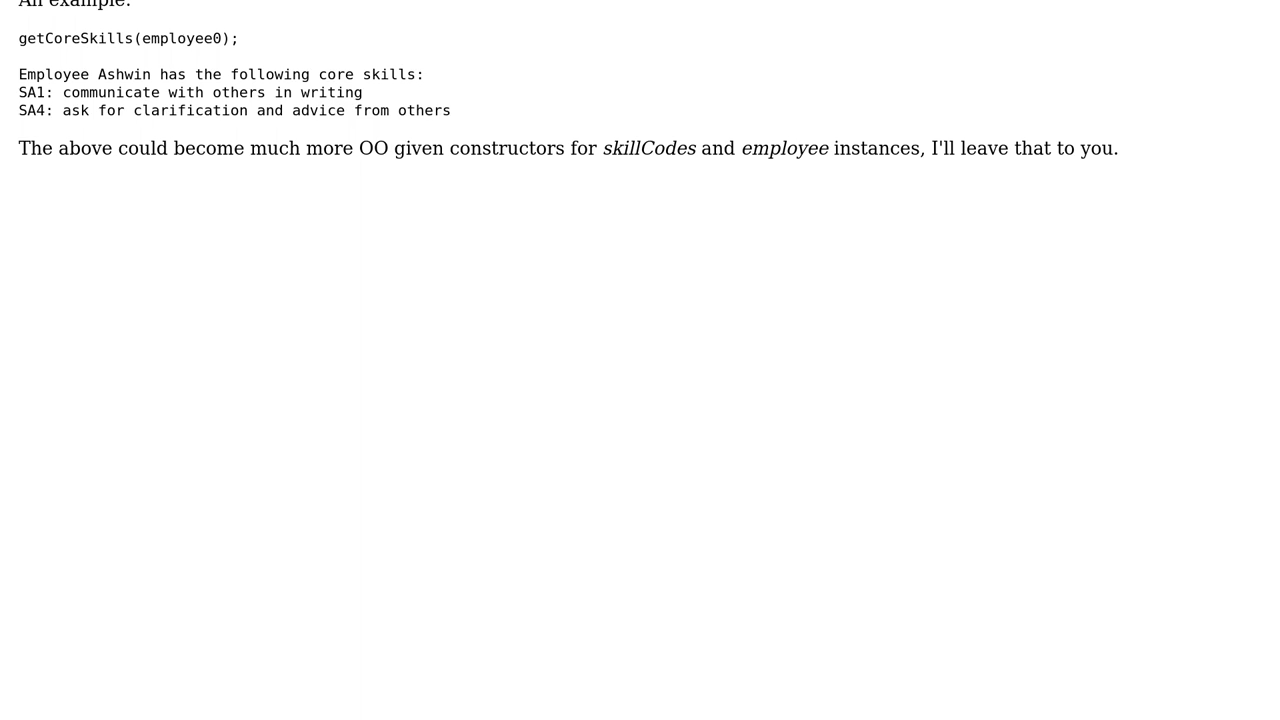 An example:
getCoreSkills(employee0);
Employee Ashwin has the following core skills:
SA1: communicate with others in writing
SA4: ask for clarification and advice from others
The above could become much more OO given constructors for skillCodes and employee instances, I'll leave that to you.